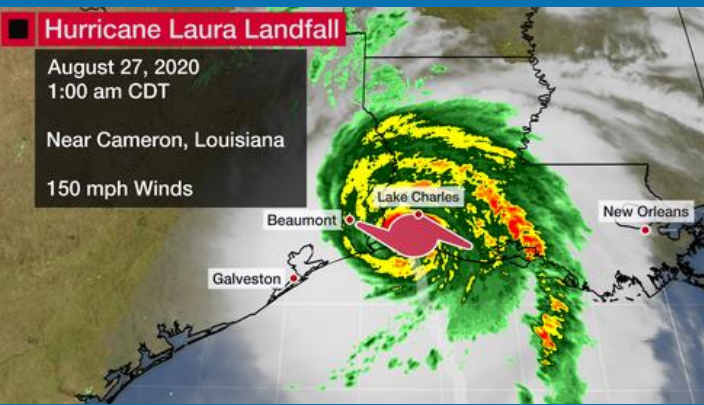 Hurricane Laura Landfall
August 27, 2020
1:00 am CDT
Near Cameron, Louisiana
150 mph Winds
Lake Charles
Beaumont
New Orleans
Galveston